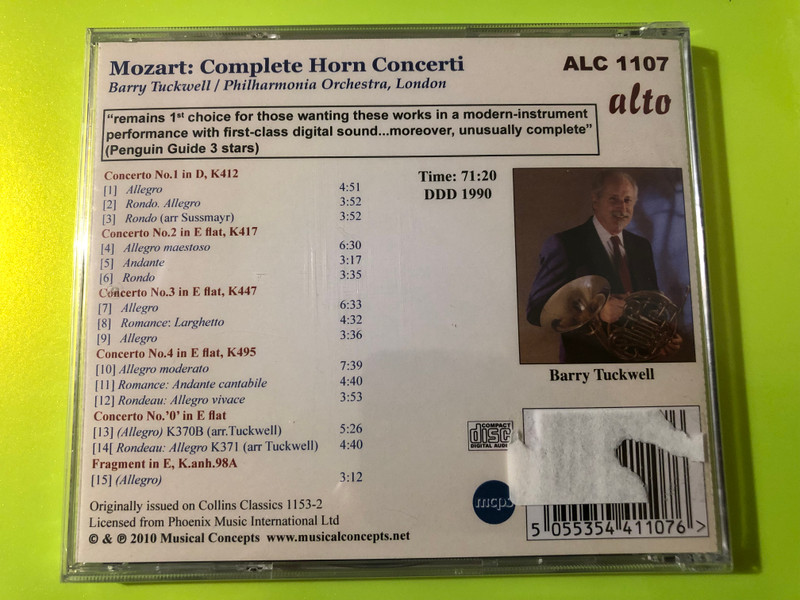 Mozart: Complete Horn Concerti
Barry Tuckwell / Philharmonia Orchestra, London
ALC 1107
alto
“remains 1st choice for those wanting these works in a modern-instrument
performance with first-class digital sound...moreover, unusually complete”
(Penguin Guide 3 stars)
Time: 71:20
DDD 1990
Concerto No.1 in D, K412
[1] Allegro 4:51
[2] Rondo. Allegro 3:52
[3] Rondo (arr Sussmayr) 3:52
Concerto No.2 in E flat, K417
[4] Allegro maestoso 6:30
[5] Andante 3:17
[6] Rondo 3:35
Concerto No.3 in E flat, K447
[7] Allegro 6:33
[8] Romance: Larghetto 4:32
[9] Allegro 3:36
Concerto No.4 in E flat, K495
[10] Allegro moderato 7:39
[11] Romance: Andante cantabile 4:40
[12] Rondeau: Allegro vivace 3:53
Concerto No.'0' in E flat
[13] (Allegro) K370B (arr.Tuckwell) 5:26
[14[ Rondeau: Allegro K371 (arr Tuckwell) 4:40
Fragment in E, K.anh.98A
[15] (Allegro) 3:12
Barry Tuckwell
COMPACT
disc
DIGITAL AUDIO
mcps
Originally issued on Collins Classics 1153-2
Licensed from Phoenix Music International Ltd
© & ℗ 2010 Musical Concepts www.musicalconcepts.net
5 055354 411076 >